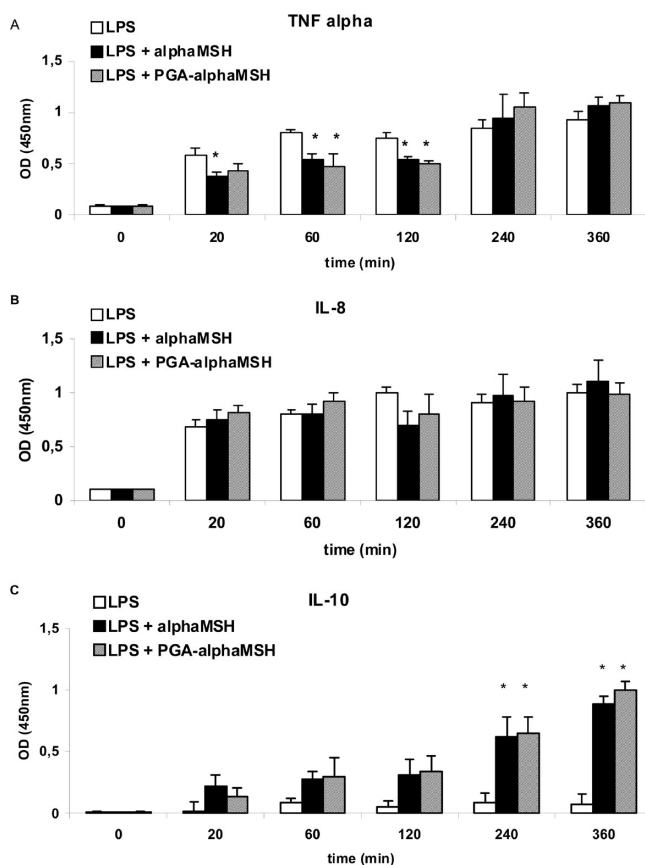 A
TNF alpha
LPS
LPS + alphaMSH
LPS + PGA-alphaMSH
OD (450nm)
1,5
1
0,5
0
* * * * *
0 20 60 120 240 360
time (min)
B
IL-8
LPS
LPS + alphaMSH
LPS + PGA-alphaMSH
OD (450nm)
1,5
1
0,5
0
0 20 60 120 240 360
time (min)
C
IL-10
LPS
LPS + alphaMSH
LPS + PGA-alphaMSH
OD (450nm)
1,5
1
0,5
0
* * * *
0 20 60 120 240 360
time (min)